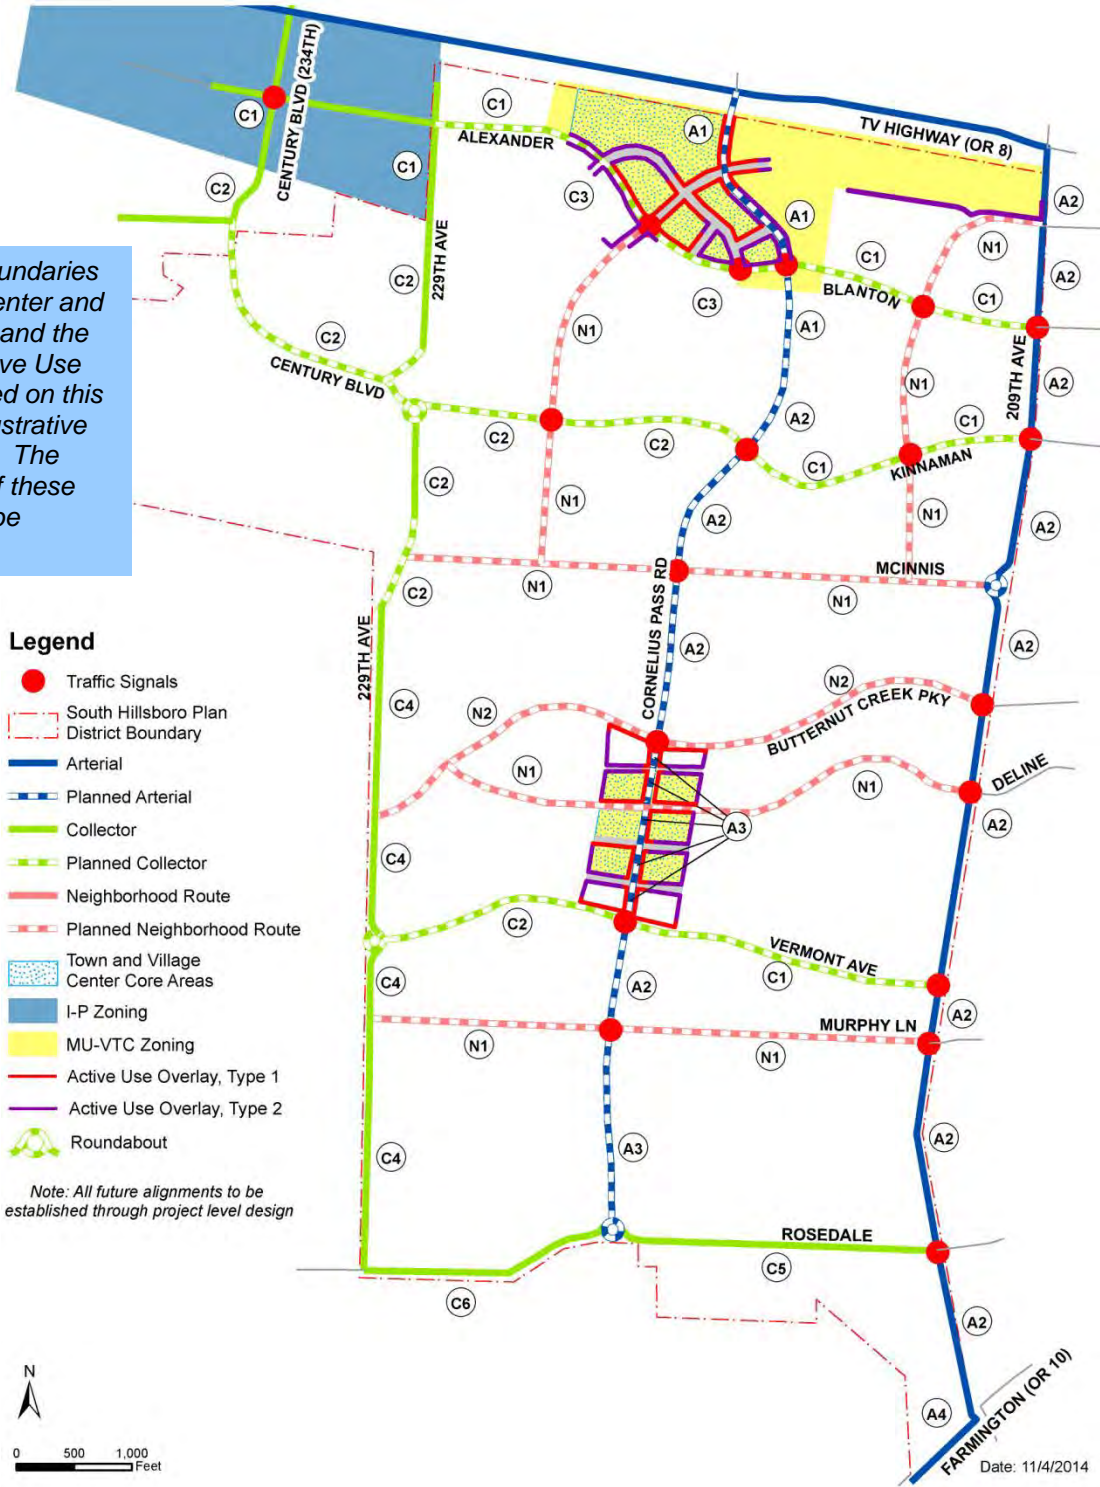 CENTURY BLVD (234TH)
C1
C1
ALEXANDER
A1
TV HIGHWAY (OR 8)
C2
C1
C3
A1
A2
229TH AVE
C2
N1
C1
A2
oundaries
enter and
and the
ve Use
ed on this
ustrative
The
f these
be
C3
BLANTON
C1
C2
N1
A1
CENTURY BLVD
N1
209TH AVE
A2
C2
C2
A2
C1
C1
KINNAMAN
C2
N1
A2
N1
A2
C2
N1
CORNELIUS PASS RD
MCINNIS
N1
229TH AVE
A2
A2
C4
N2
N2
BUTTERNUT CREEK PKY
N1
N1
DELINE
A3
A2
C4
C2
VERMONT AVE
C1
C4
A2
A2
MURPHY LN
N1
N1
C4
A3
A2
ROSEDALE
C5
C6
A2
A4
FARMINGTON (OR 10)
Legend
Traffic Signals
South Hillsboro Plan
District Boundary
Arterial
Planned Arterial
Collector
Planned Collector
Neighborhood Route
Planned Neighborhood Route
Town and Village
Center Core Areas
I-P Zoning
MU-VTC Zoning
Active Use Overlay, Type 1
Active Use Overlay, Type 2
Roundabout
Note: All future alignments to be
established through project level design
N
0 500 1,000
Feet
Date: 11/4/2014